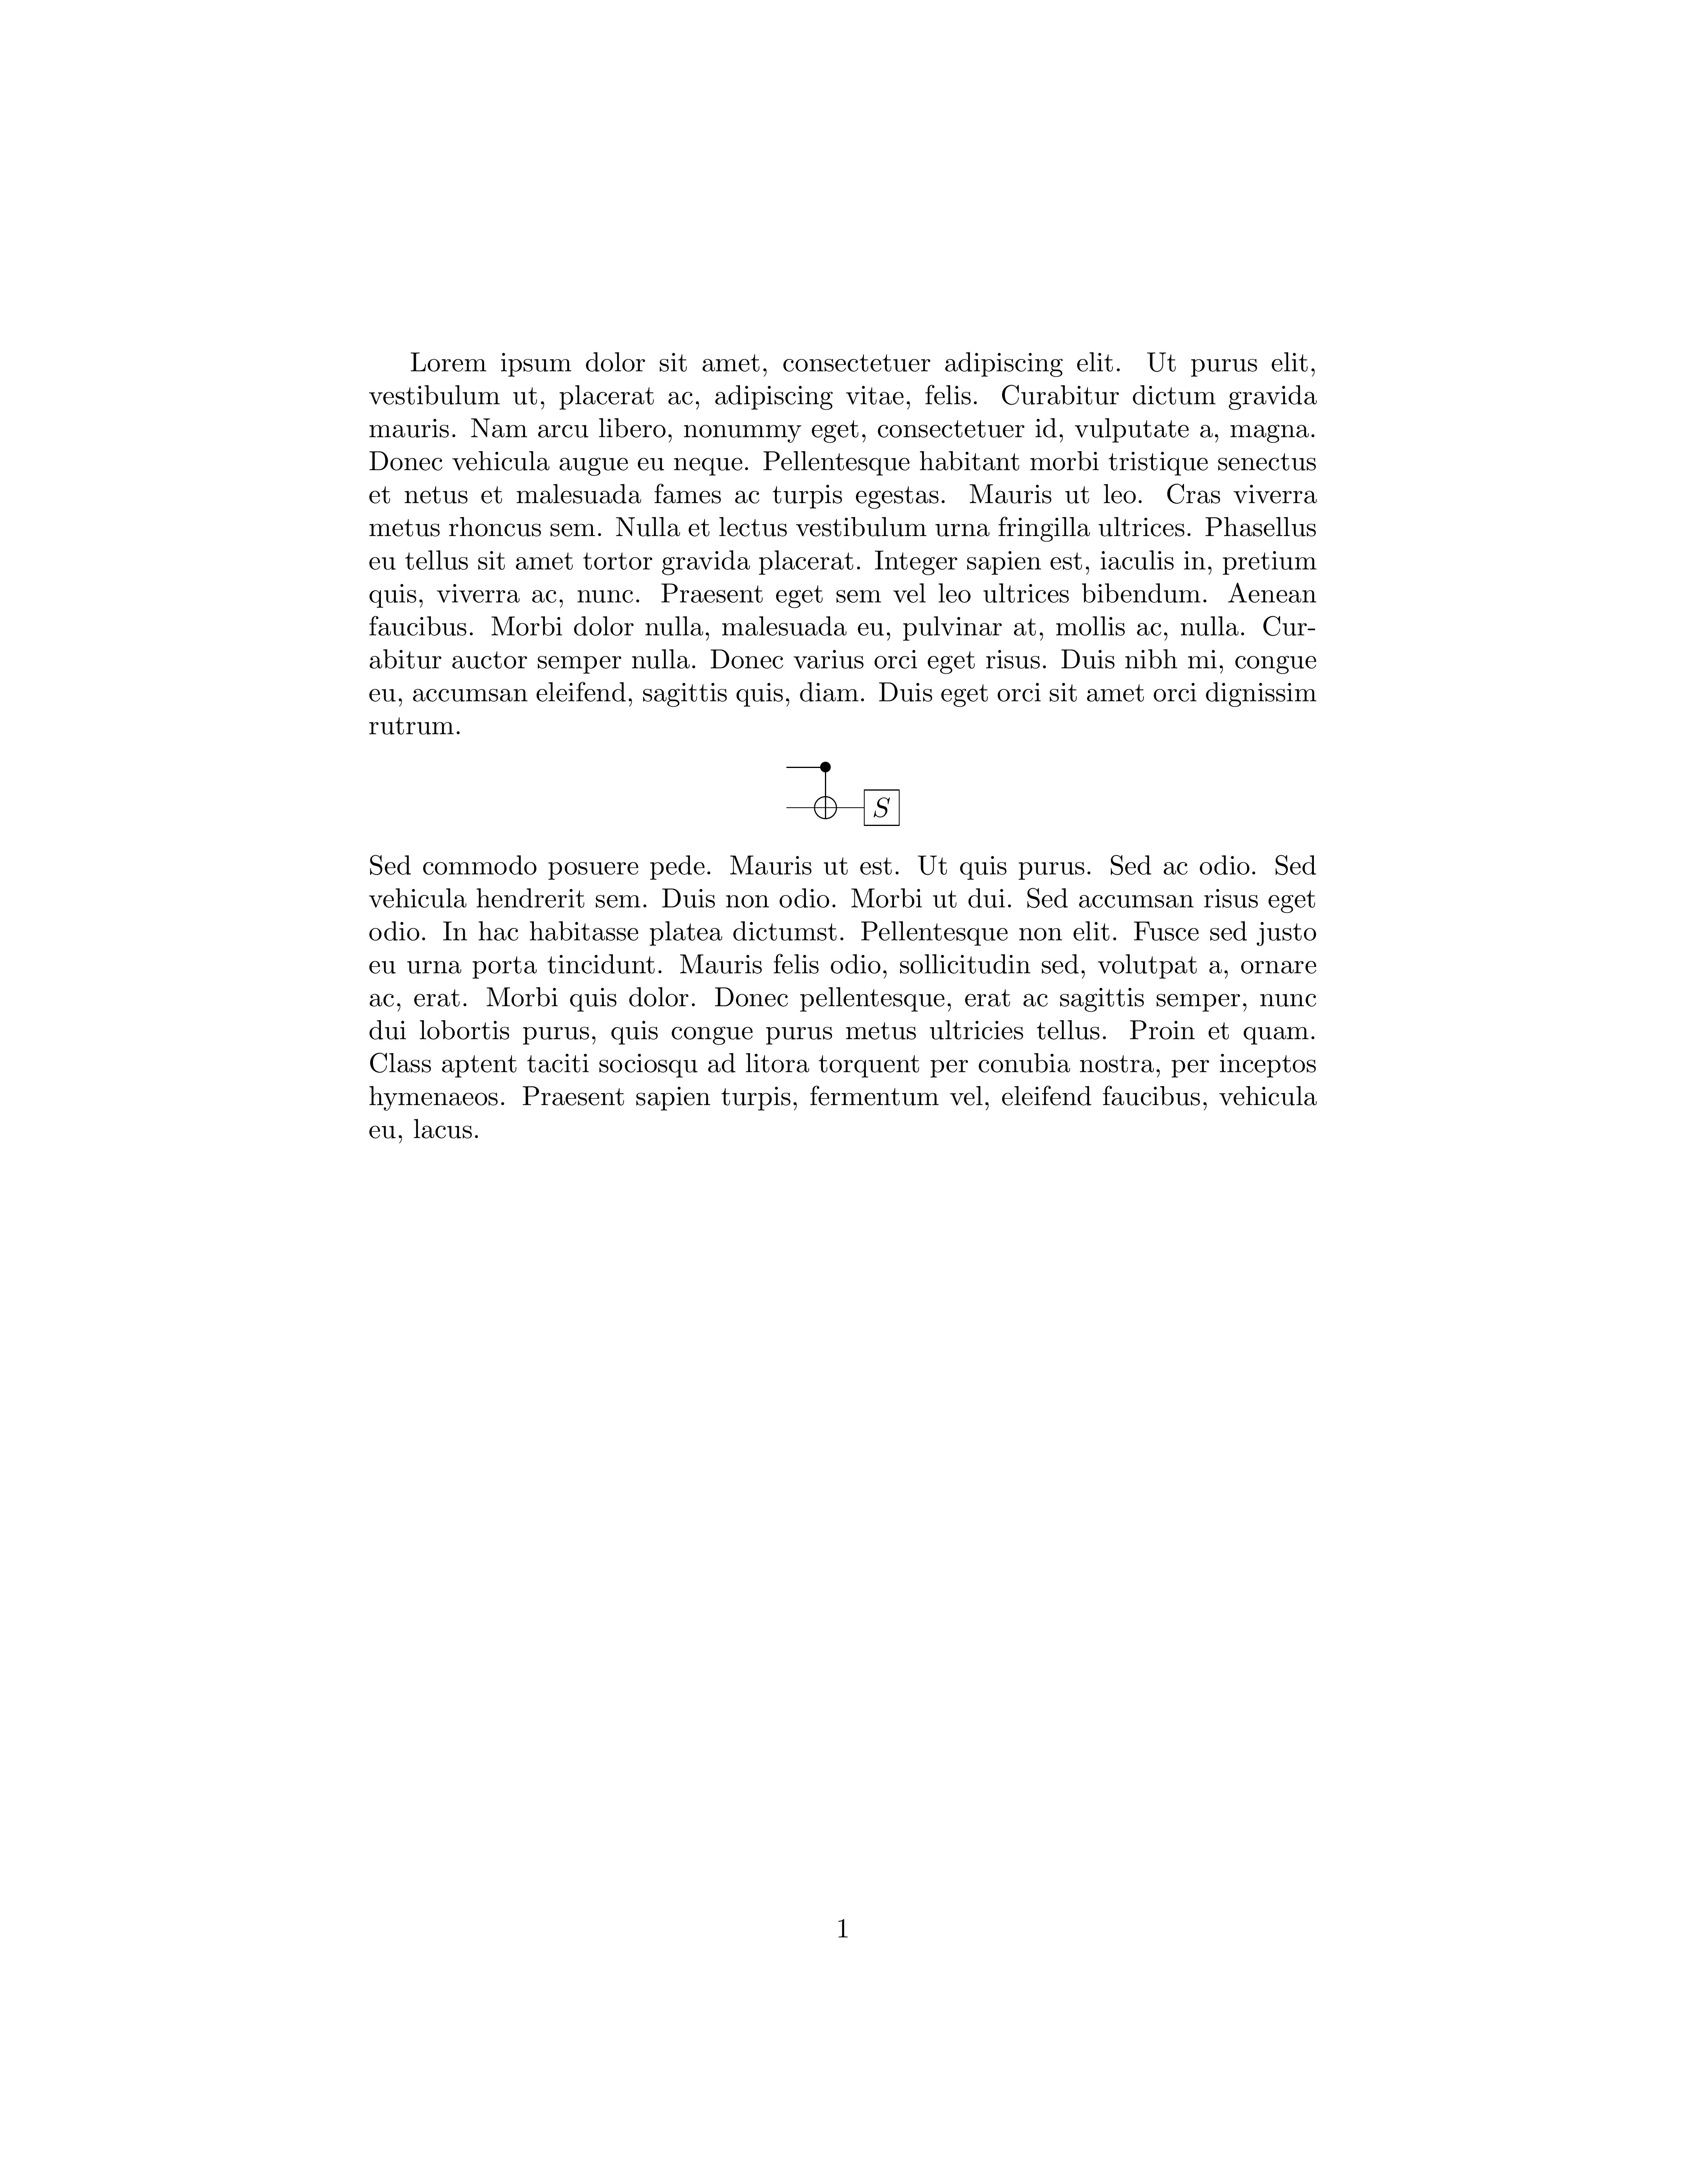 Lorem ipsum dolor sit amet, consectetuer adipiscing elit. Ut purus elit,
vestibulum ut, placerat ac, adipiscing vitae, felis. Curabitur dictum gravida
mauris. Nam arcu libero, nonummy eget, consectetuer id, vulputate a, magna.
Donec vehicula augue eu neque. Pellentesque habitant morbi tristique senectus
et netus et malesuada fames ac turpis egestas. Mauris ut leo. Cras viverra
metus rhoncus sem. Nulla et lectus vestibulum urna fringilla ultrices. Phasellus
eu tellus sit amet tortor gravida placerat. Integer sapien est, iaculis in, pretium
quis, viverra ac, nunc. Praesent eget sem vel leo ultrices bibendum. Aenean
faucibus. Morbi dolor nulla, malesuada eu, pulvinar at, mollis ac, nulla. Cur-
abitur auctor semper nulla. Donec varius orci eget risus. Duis nibh mi, congue
eu, accumsan eleifend, sagittis quis, diam. Duis eget orci sit amet orci dignissim
rutrum.
S
Sed commodo posuere pede. Mauris ut est. Ut quis purus. Sed ac odio. Sed
vehicula hendrerit sem. Duis non odio. Morbi ut dui. Sed accumsan risus eget
odio. In hac habitasse platea dictumst. Pellentesque non elit. Fusce sed justo
eu urna porta tincidunt. Mauris felis odio, sollicitudin sed, volutpat a, ornare
ac, erat. Morbi quis dolor. Donec pellentesque, erat ac sagittis semper, nunc
dui lobortis purus, quis congue purus metus ultricies tellus. Proin et quam.
Class aptent taciti sociosqu ad litora torquent per conubia nostra, per inceptos
hymenaeos. Praesent sapien turpis, fermentum vel, eleifend faucibus, vehicula
eu, lacus.
1